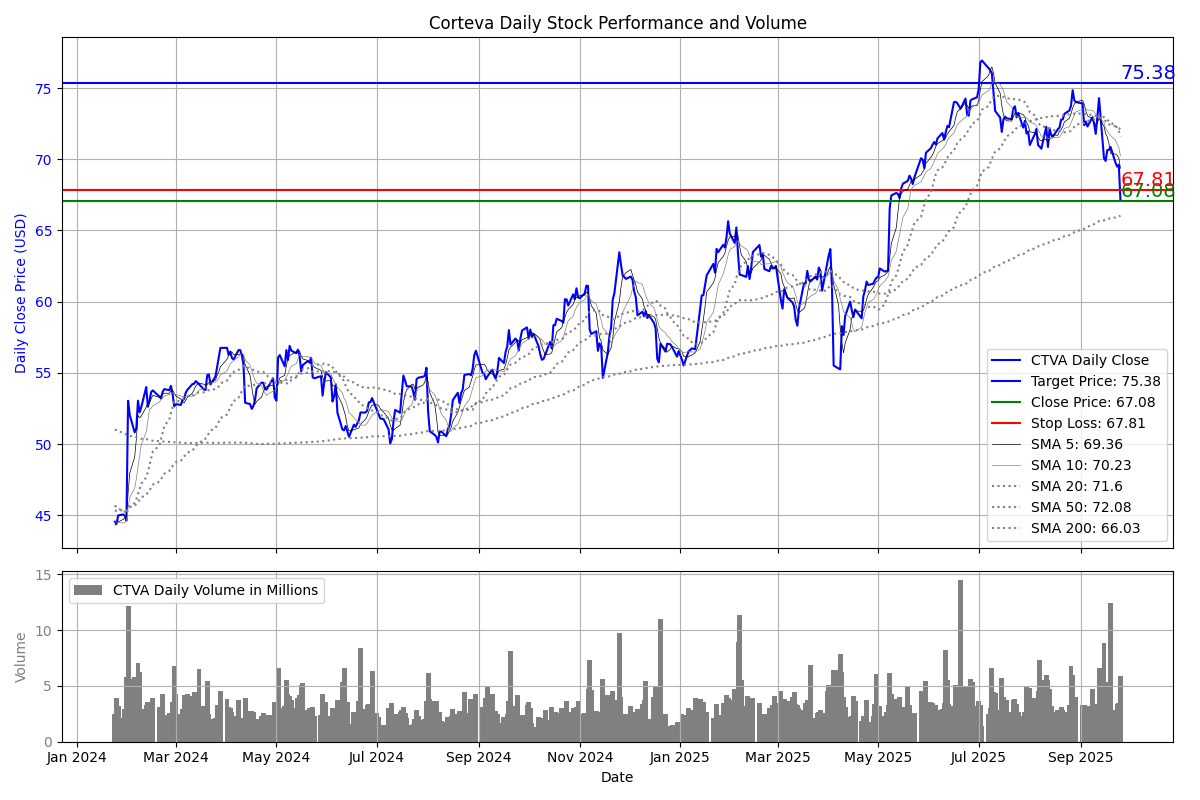 Corteva Daily Stock Performance and Volume
Daily Close Price (USD)
75
70
65
60
55
50
45
75.38
67.81
67.08
CTVA Daily Close
Target Price: 75.38
Close Price: 67.08
Stop Loss: 67.81
SMA 5: 69.36
SMA 10: 70.23
SMA 20: 71.6
SMA 50: 72.08
SMA 200: 66.03
Volume
15
10
5
0
CTVA Daily Volume in Millions
Jan 2024 Mar 2024 May 2024 Jul 2024 Sep 2024 Nov 2024 Jan 2025 Mar 2025 May 2025 Jul 2025 Sep 2025
Date